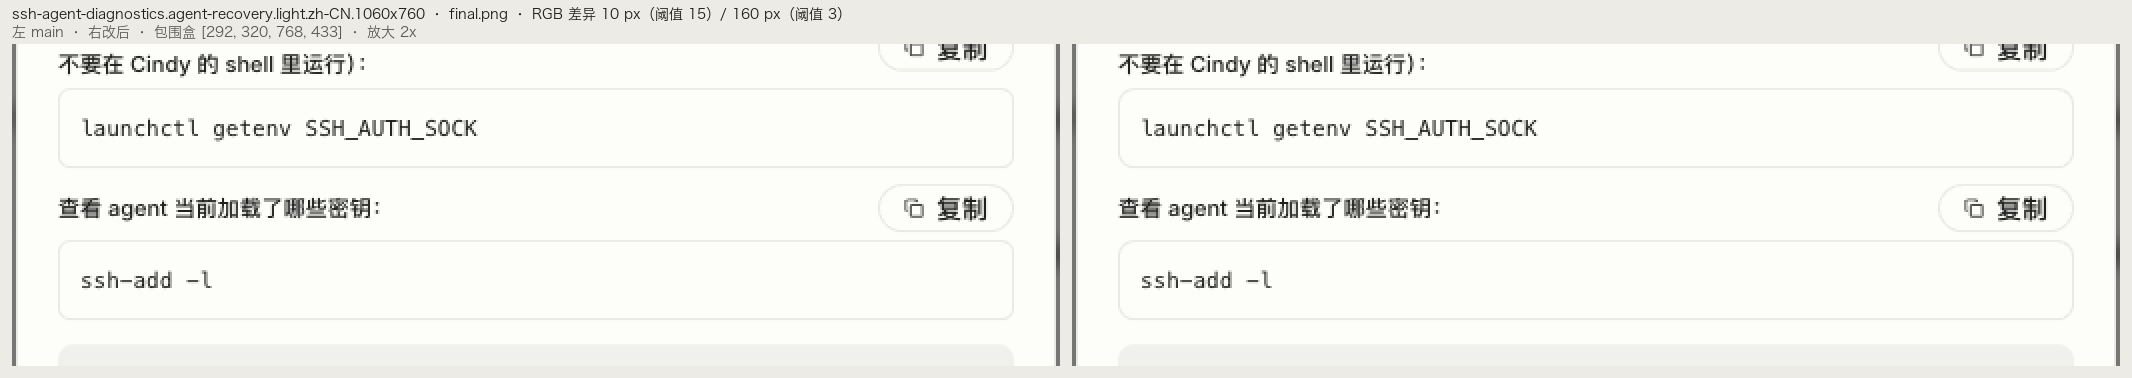 ssh-agent-diagnostics.agent-recovery.light.zh-CN.1060x760 · final.png · RGB 差异 10 px（阈值 15）/ 160 px（阈值 3）
左 main · 右改后 · 包围盒 [292, 320, 768, 433] · 放大 2x
复制
不要在 Cindy 的 shell 里运行）：
launchctl getenv SSH_AUTH_SOCK
查看 agent 当前加载了哪些密钥：
复制
ssh-add -l
复制
不要在 Cindy 的 shell 里运行）：
launchctl getenv SSH_AUTH_SOCK
查看 agent 当前加载了哪些密钥：
复制
ssh-add -l